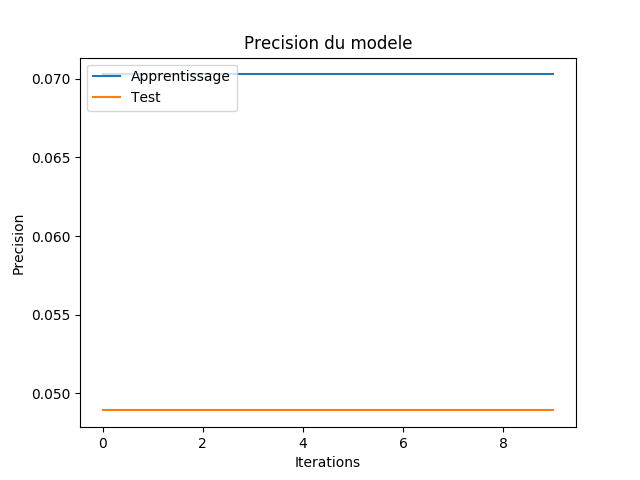 Precision du modele
Apprentissage
Test
0.070
0.065
0.060
0.055
0.050
Precision
0
2
4
6
8
Iterations